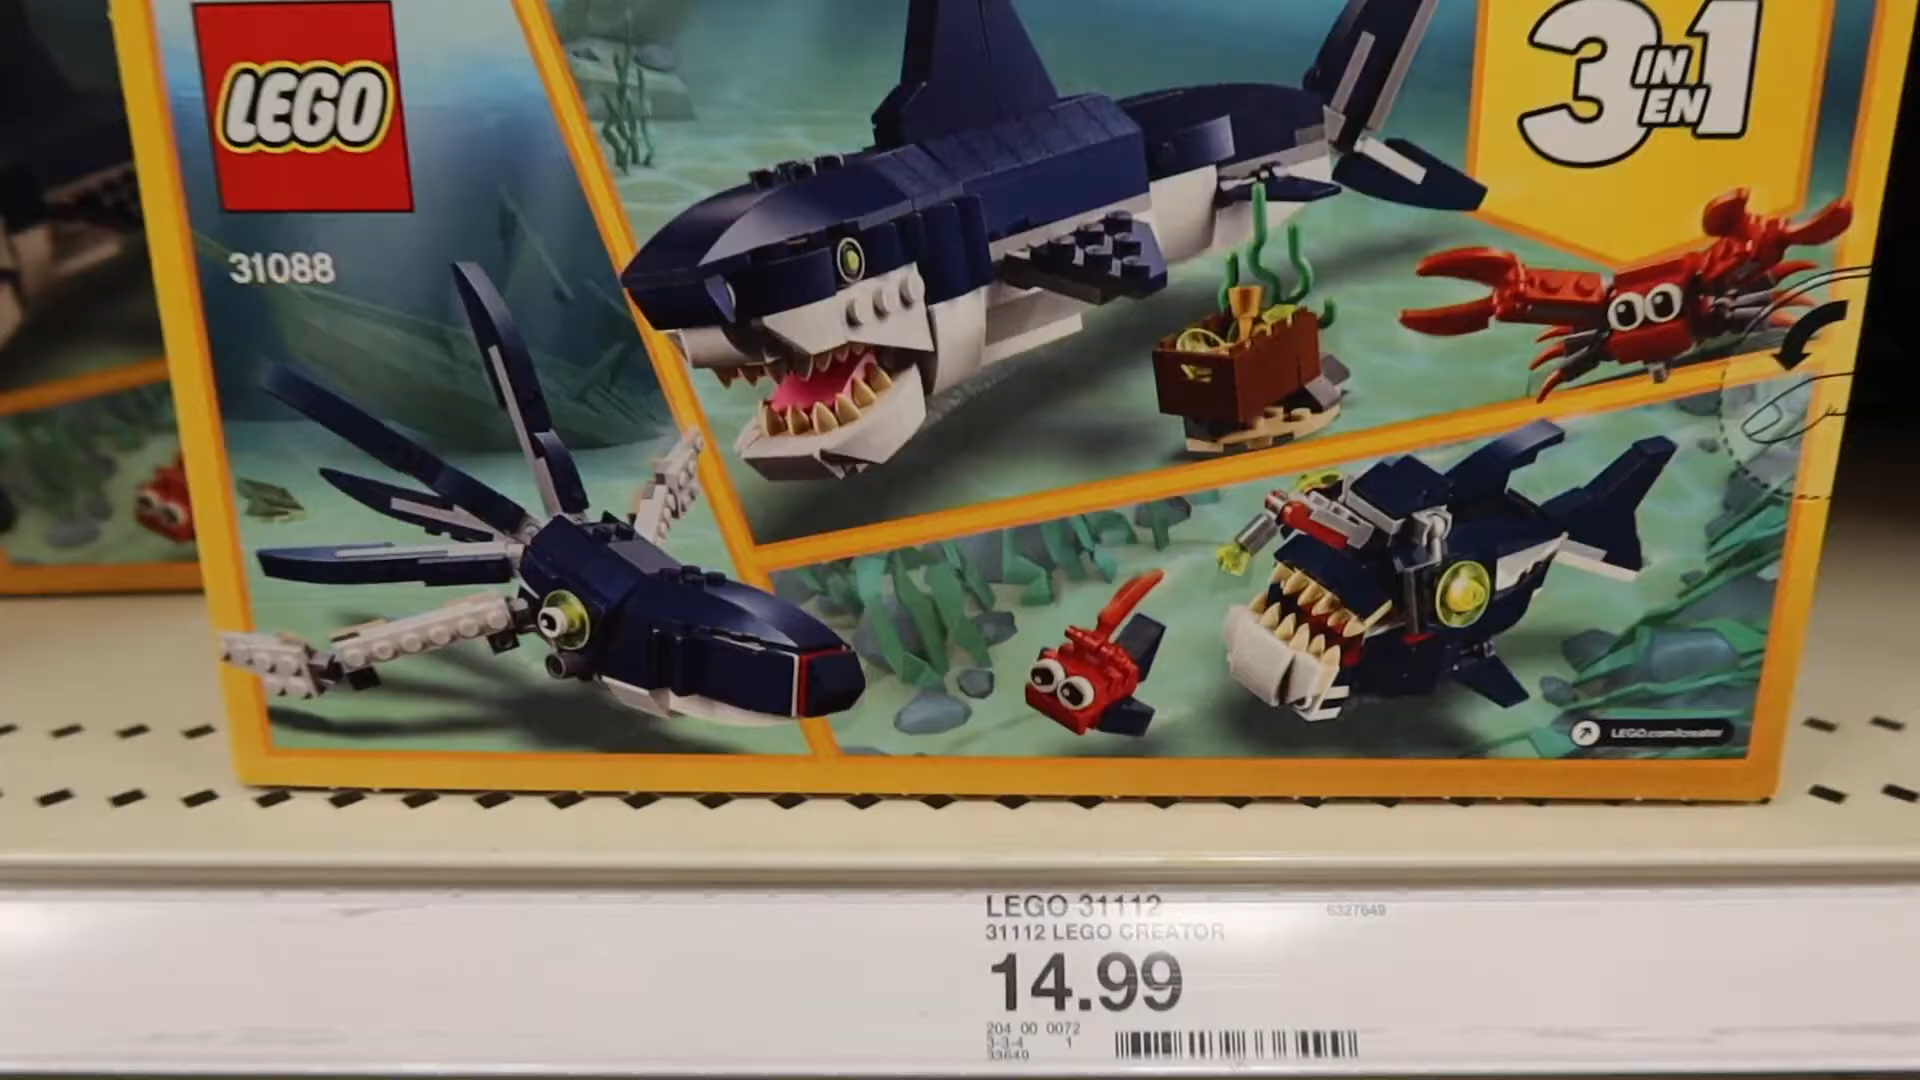 LEGO
3 IN EN 1
31088
LEGO.com/creator
LEGO 31112
6327649
31112 LEGO CREATOR
14.99
204 00 0072
3-3-4 1
33649